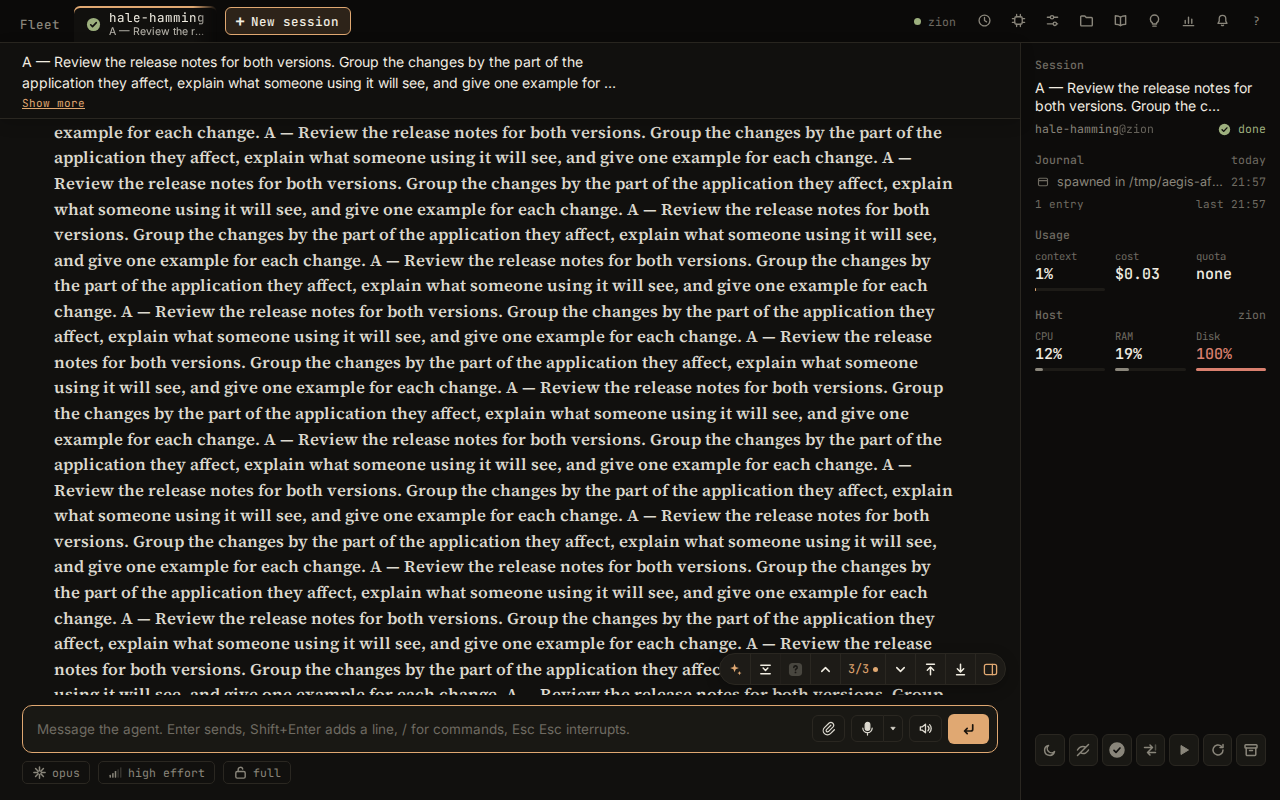 Fleet
hale-hamming
A — Review the r…
+ New session
zion
?
A — Review the release notes for both versions. Group the changes by the part of the
application they affect, explain what someone using it will see, and give one example for …
Show more
example for each change. A — Review the release notes for both versions. Group the changes by the part of the
application they affect, explain what someone using it will see, and give one example for each change. A —
Review the release notes for both versions. Group the changes by the part of the application they affect, explain
what someone using it will see, and give one example for each change. A — Review the release notes for both
versions. Group the changes by the part of the application they affect, explain what someone using it will see,
and give one example for each change. A — Review the release notes for both versions. Group the changes by
the part of the application they affect, explain what someone using it will see, and give one example for each
change. A — Review the release notes for both versions. Group the changes by the part of the application they
affect, explain what someone using it will see, and give one example for each change. A — Review the release
notes for both versions. Group the changes by the part of the application they affect, explain what someone
using it will see, and give one example for each change. A — Review the release notes for both versions. Group
the changes by the part of the application they affect, explain what someone using it will see, and give one
example for each change. A — Review the release notes for both versions. Group the changes by the part of the
application they affect, explain what someone using it will see, and give one example for each change. A —
Review the release notes for both versions. Group the changes by the part of the application they affect, explain
what someone using it will see, and give one example for each change. A — Review the release notes for both
versions. Group the changes by the part of the application they affect, explain what someone using it will see,
and give one example for each change. A — Review the release notes for both versions. Group the changes by
the part of the application they affect, explain what someone using it will see, and give one example for each
change. A — Review the release notes for both versions. Group the changes by the part of the application they
affect, explain what someone using it will see, and give one example for each change. A — Review the release
notes for both versions. Group the changes by the part of the application they affec
using it will see, and give one example for each change. A — Review the release notes for both versions. Group
?
3/3
Message the agent. Enter sends, Shift+Enter adds a line, / for commands, Esc Esc interrupts.
opus
high effort
full
Session
A — Review the release notes for
both versions. Group the c…
hale-hamming@zion
done
Journal
today
spawned in /tmp/aegis-af…
21:57
1 entry
last 21:57
Usage
context
cost
quota
1%
$0.03
none
Host
zion
CPU
RAM
Disk
12%
19%
100%